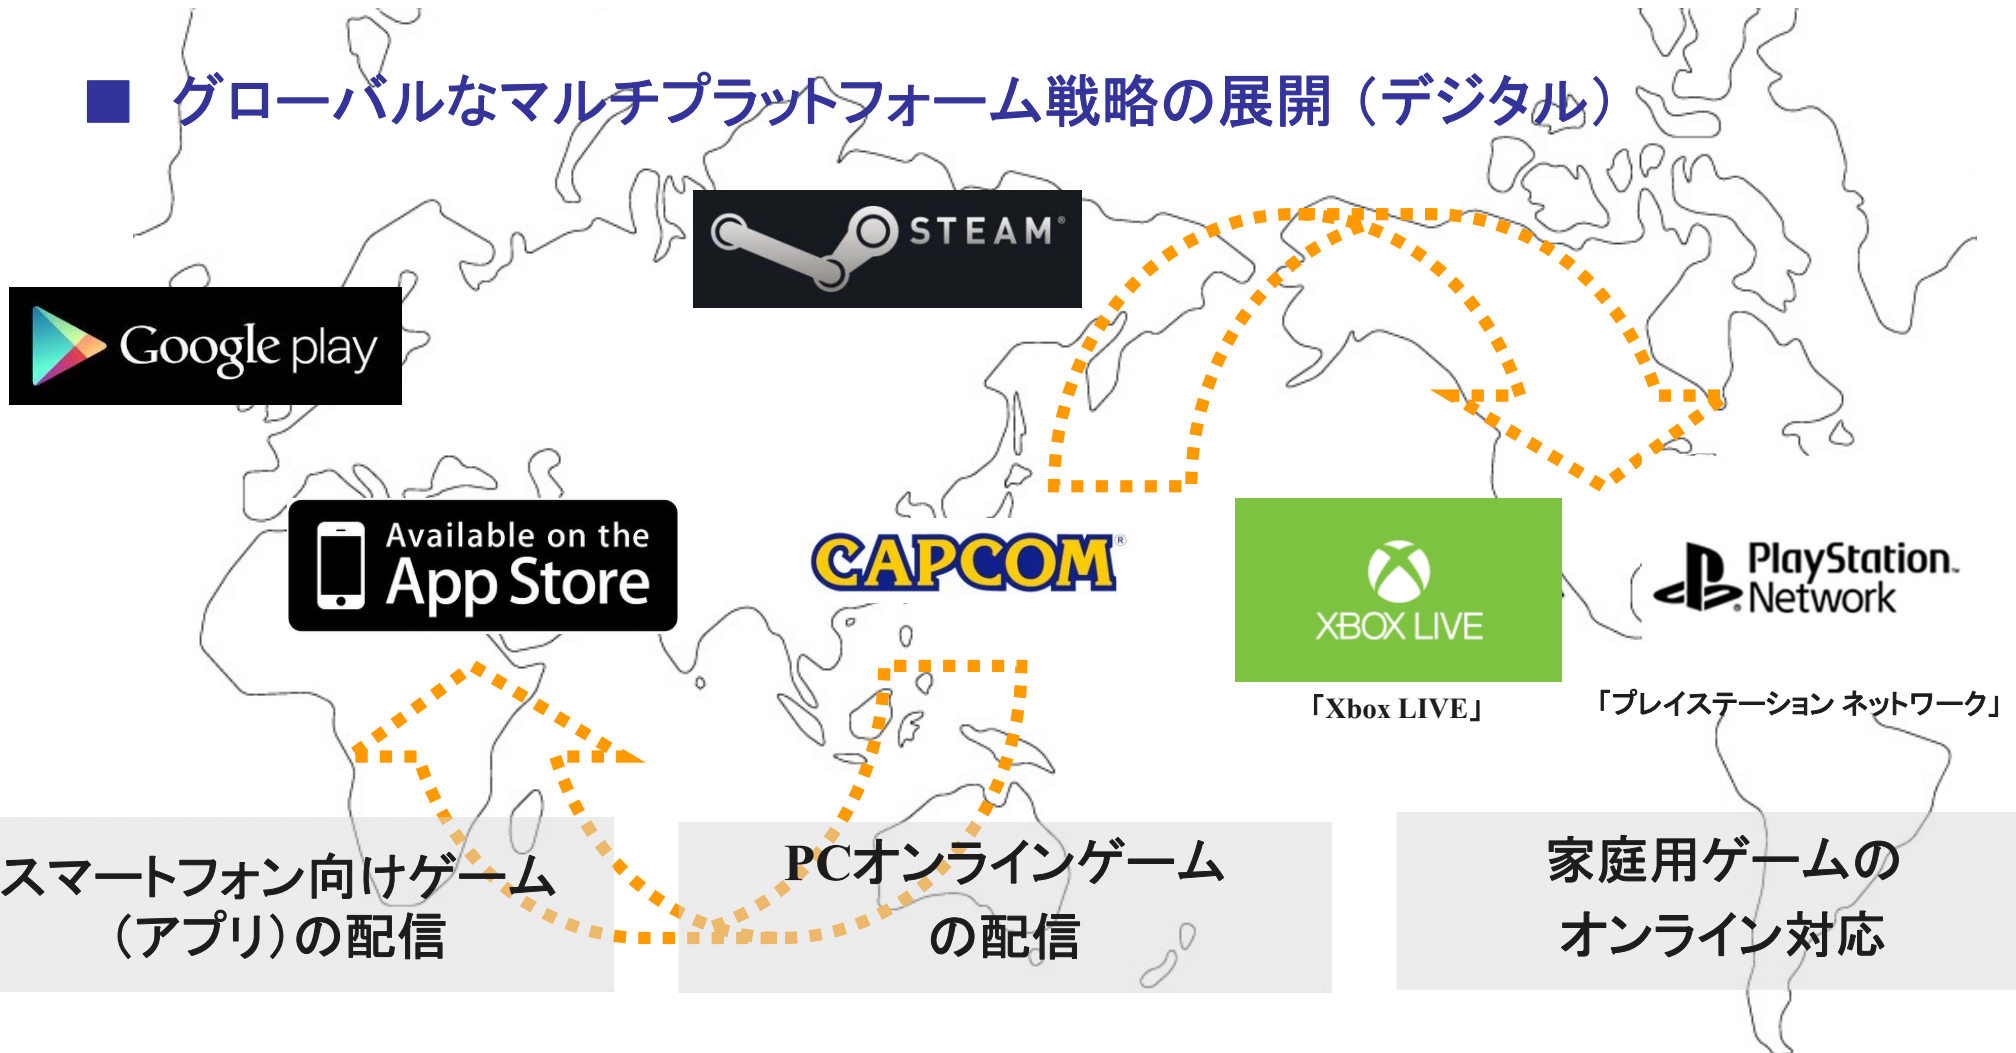 ■ グローバルなマルチプラットフォーム戦略の展開（デジタル）
STEAM®
Google play
Available on the
App Store
CAPCOM®
XBOX LIVE
PlayStation™
Network
「Xbox LIVE」
「プレイステーション ネットワーク」
スマートフォン向けゲーム
（アプリ）の配信
PCオンラインゲーム
の配信
家庭用ゲームの
オンライン対応